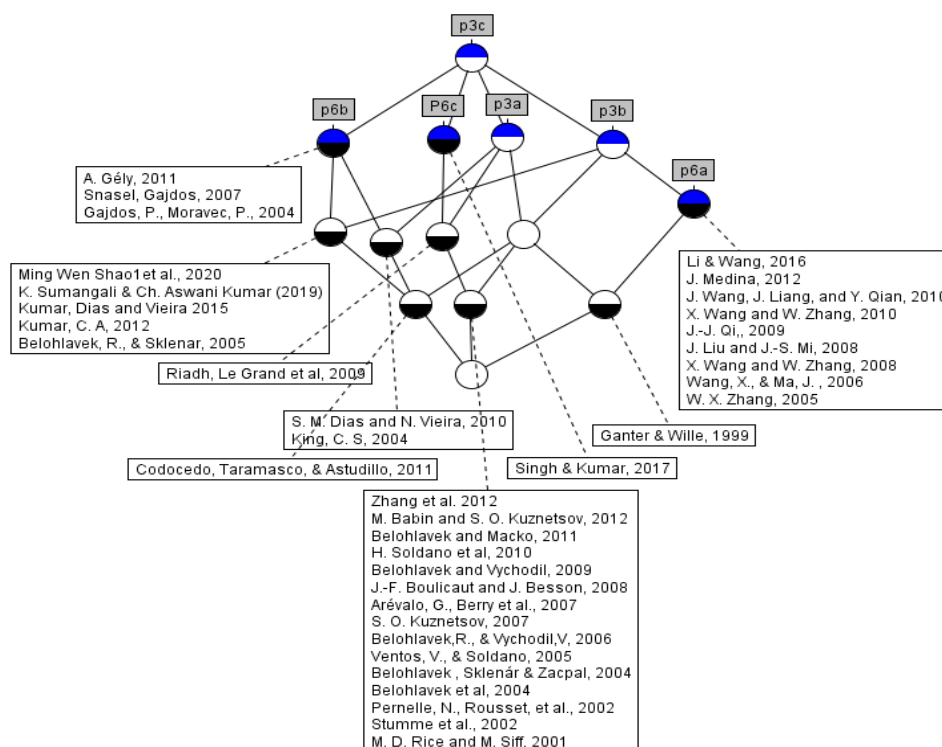 p3c
p6b
P6c
p3a
p3b
p6a
A. Gély, 2011
Snasel, Gajdos, 2007
Gajdos, P., Moravec, P., 2004
Ming Wen Shao1et al., 2020
K. Sumangali & Ch. Aswani Kumar (2019)
Kumar, Dias and Vieira 2015
Kumar, C. A, 2012
Belohlavek, R., & Sklenar, 2005
Li & Wang, 2016
J. Medina, 2012
J. Wang, J. Liang, and Y. Qian, 2010
X. Wang and W. Zhang, 2010
J.-J. Qi,, 2009
J. Liu and J.-S. Mi, 2008
X. Wang and W. Zhang, 2008
Wang, X., & Ma, J. , 2006
W. X. Zhang, 2005
Riadh, Le Grand et al, 2009
S. M. Dias and N. Vieira, 2010
King, C. S, 2004
Ganter & Wille, 1999
Codocedo, Taramasco, & Astudillo, 2011
Singh & Kumar, 2017
Zhang et al. 2012
M. Babin and S. O. Kuznetsov, 2012
Belohlavek and Macko, 2011
H. Soldano et al, 2010
Belohlavek and Vychodil, 2009
J.-F. Boulicaut and J. Besson, 2008
Arévalo, G., Berry et al., 2007
S. O. Kuznetsov, 2007
Belohlavek,R., & Vychodil,V, 2006
Ventos, V., & Soldano, 2005
Belohlavek , Sklenár & Zacpal, 2004
Belohlavek et al, 2004
Pernelle, N., Rousset, et al., 2002
Stumme et al., 2002
M. D. Rice and M. Siff, 2001